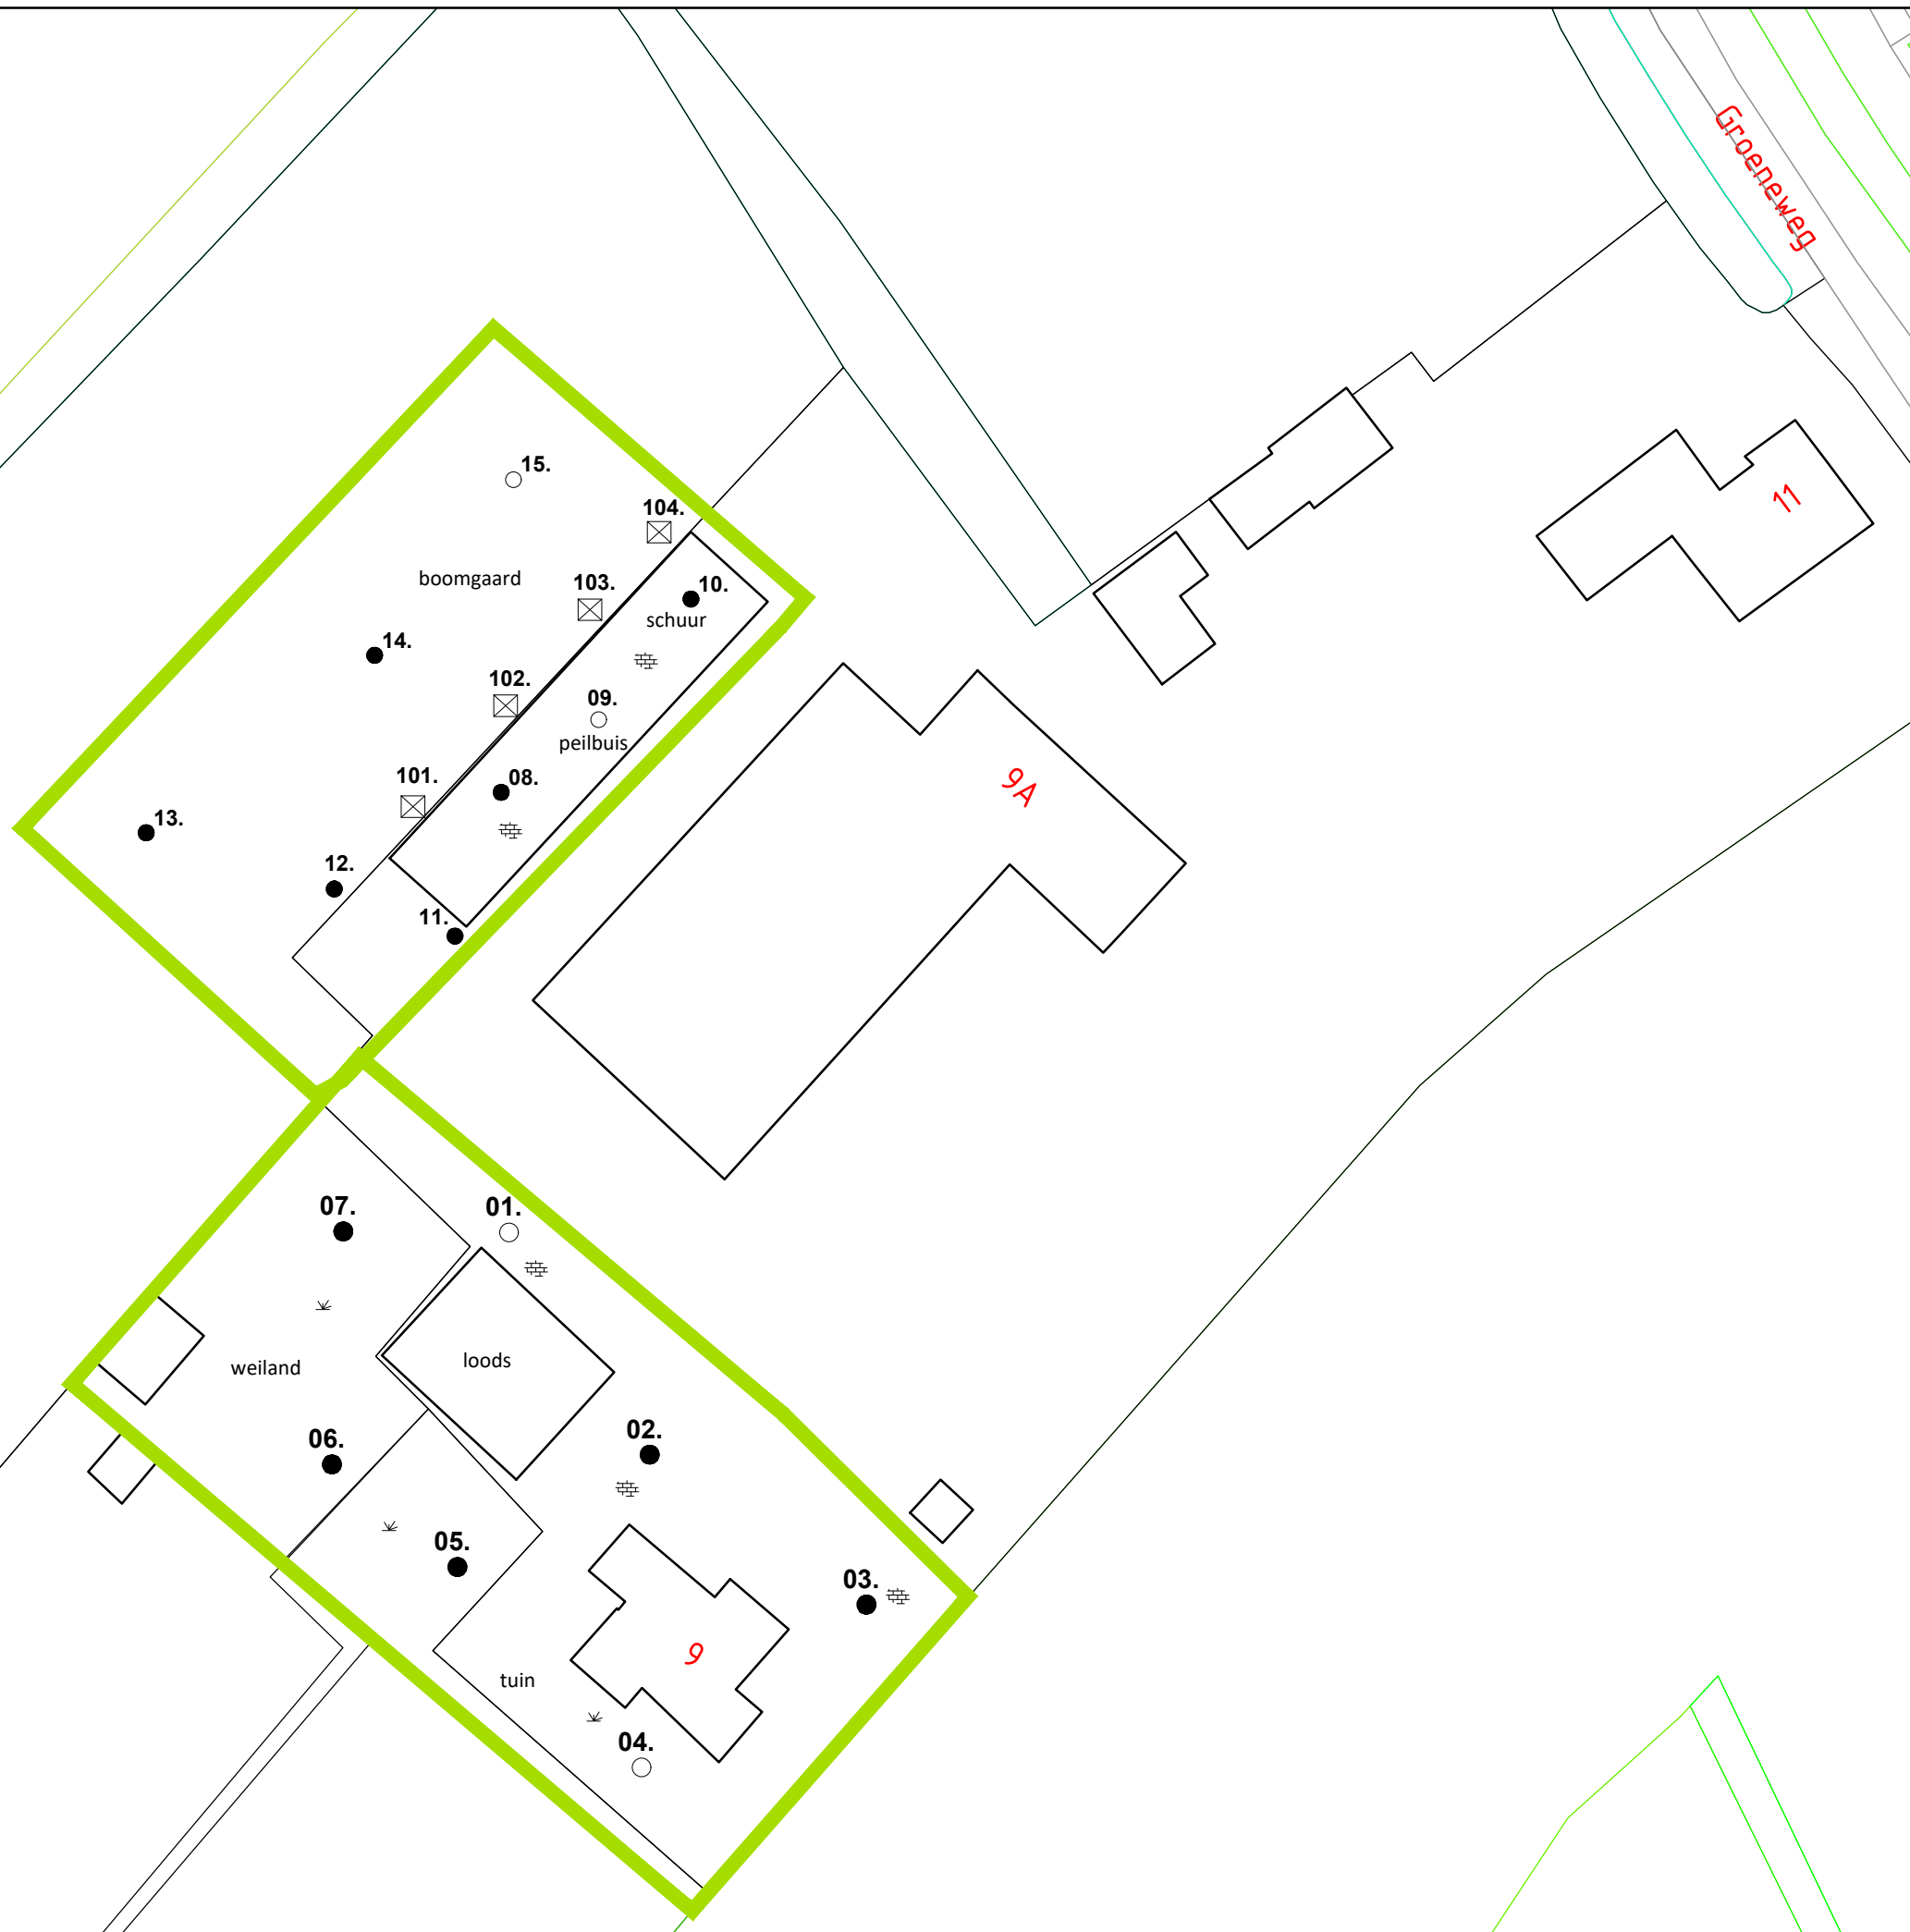 Groeneweg
15.
104.
11
boomgaard
103.
10.
schuur
14.
102.
09.
peilbuis
101.
08.
9A
13.
12.
11.
07.
01.
weiland
loods
06.
02.
05.
03.
9
tuin
04.